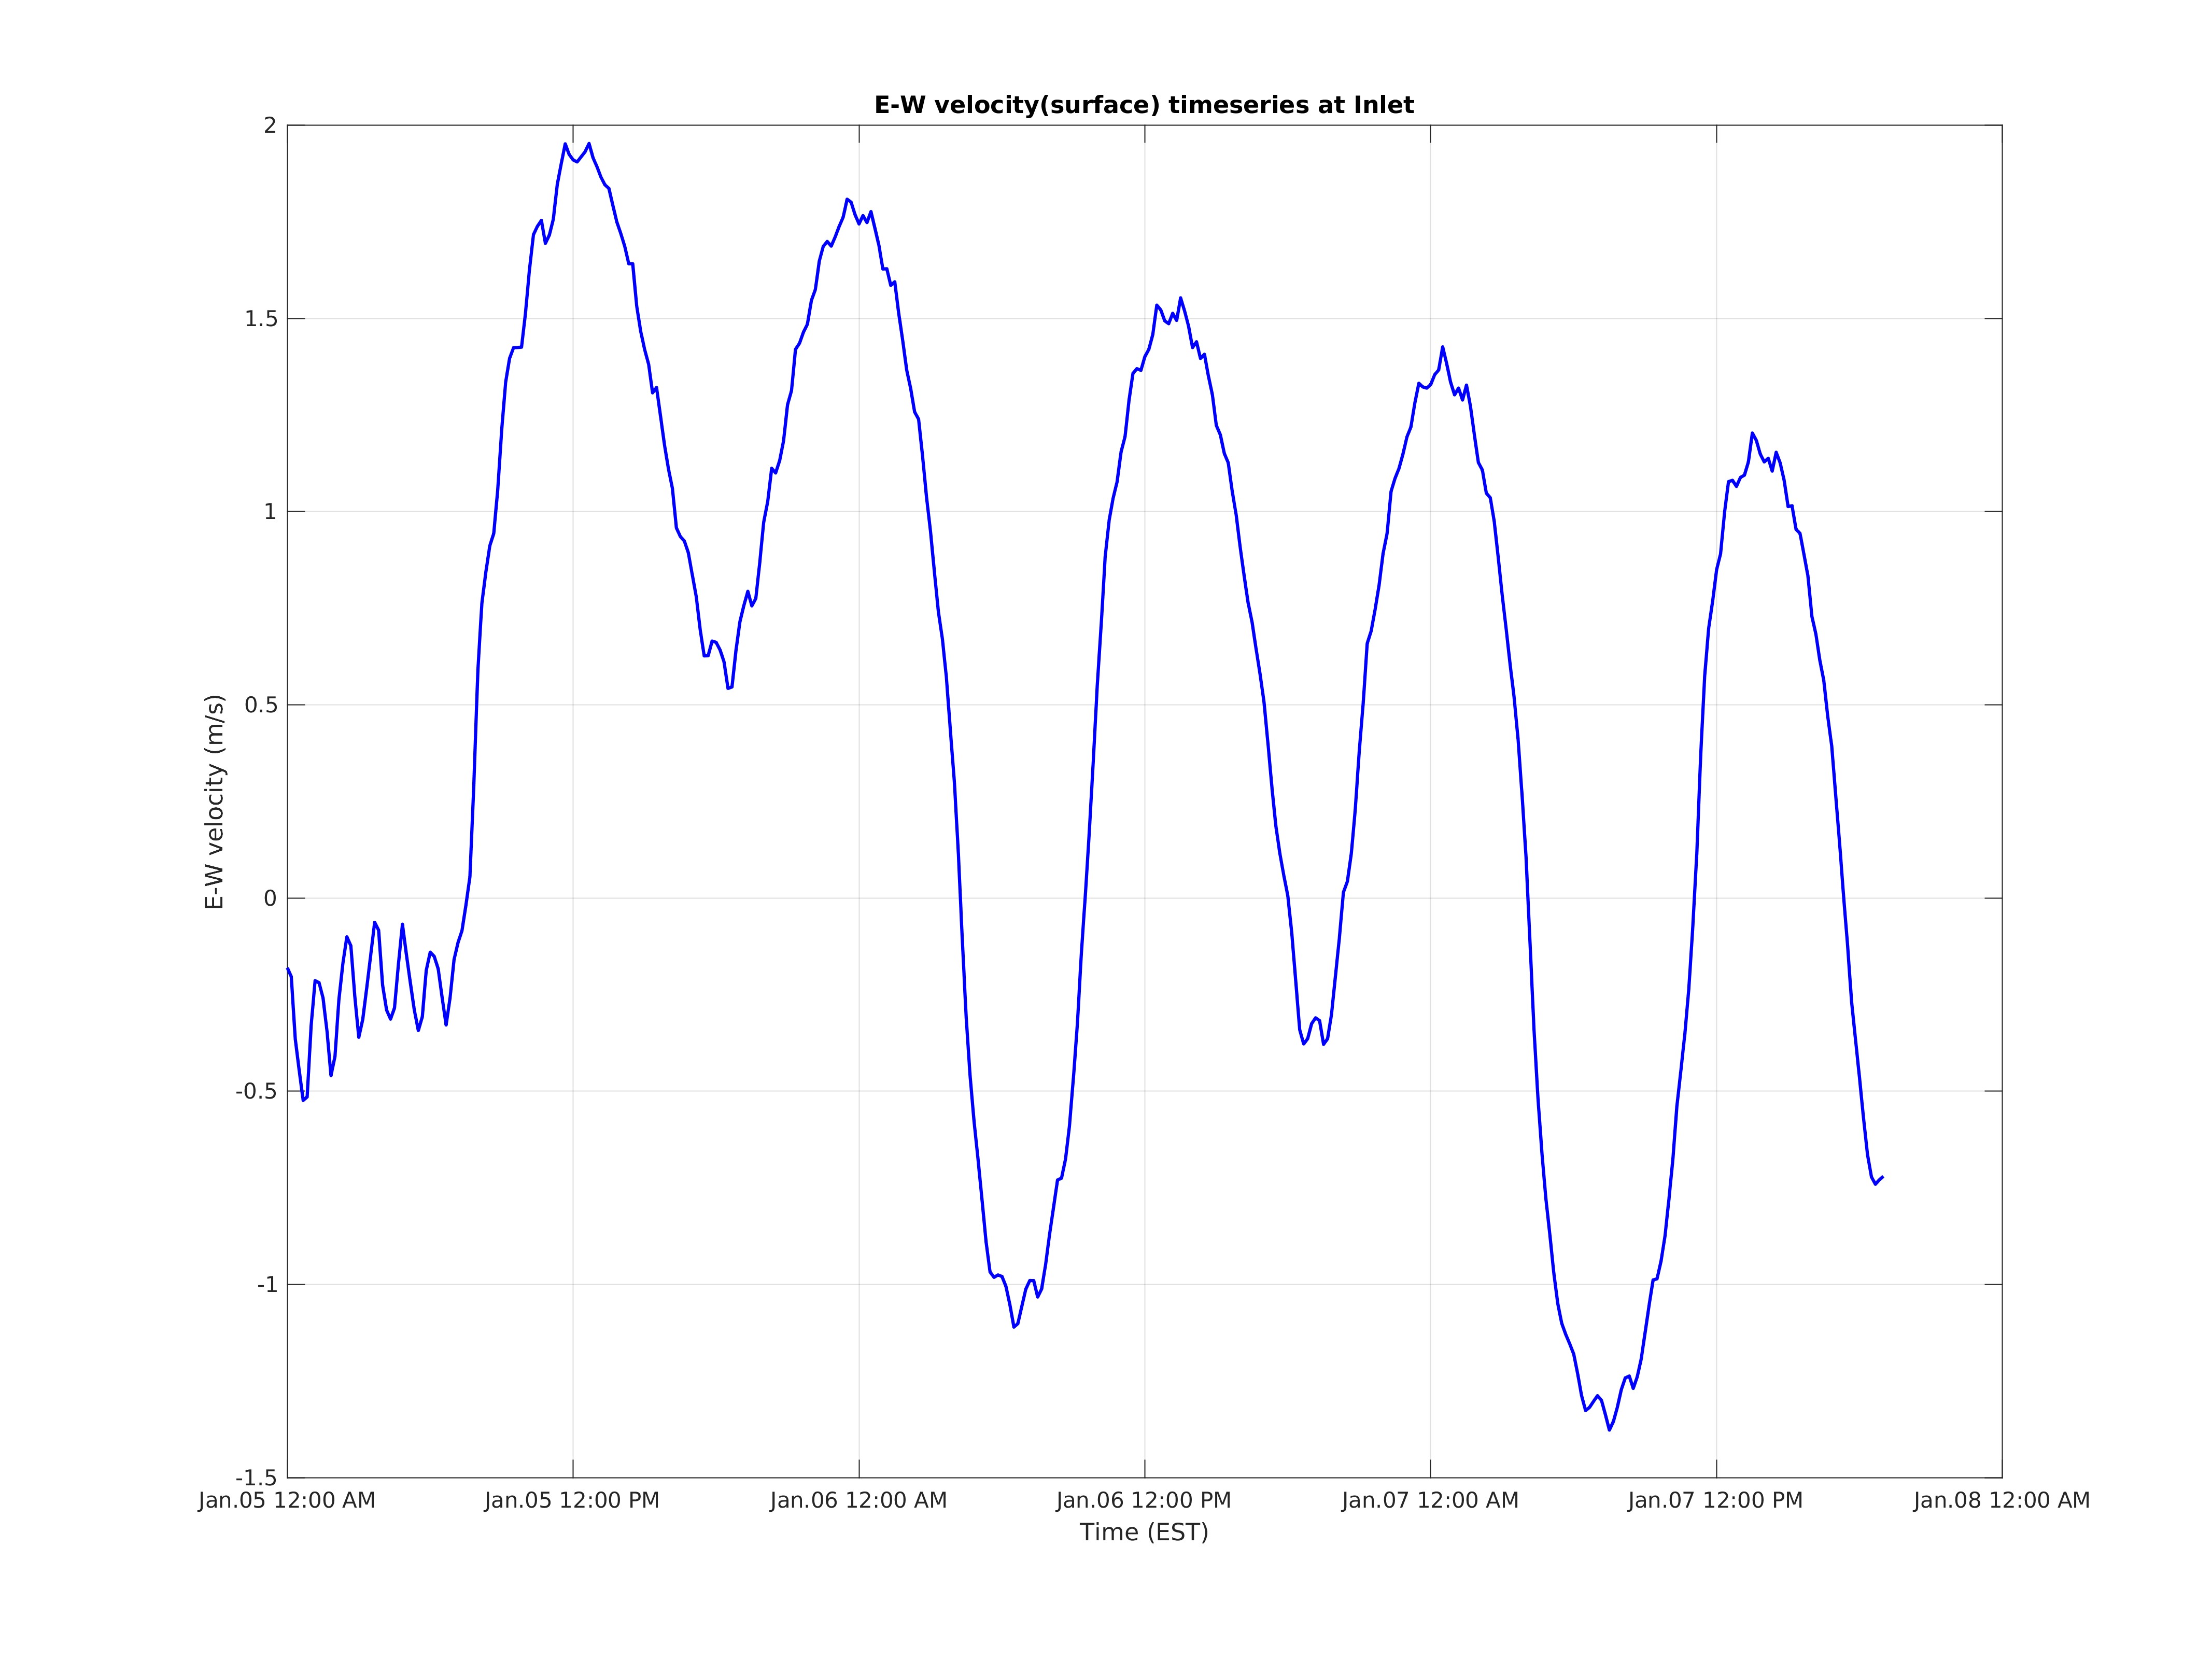 E-W velocity(surface) timeseries at Inlet
2
1.5
1
0.5
0
-0.5
-1
-1.5
E-W velocity (m/s)
Jan.05 12:00 AM Jan.05 12:00 PM Jan.06 12:00 AM Jan.06 12:00 PM Jan.07 12:00 AM Jan.07 12:00 PM Jan.08 12:00 AM
Time (EST)